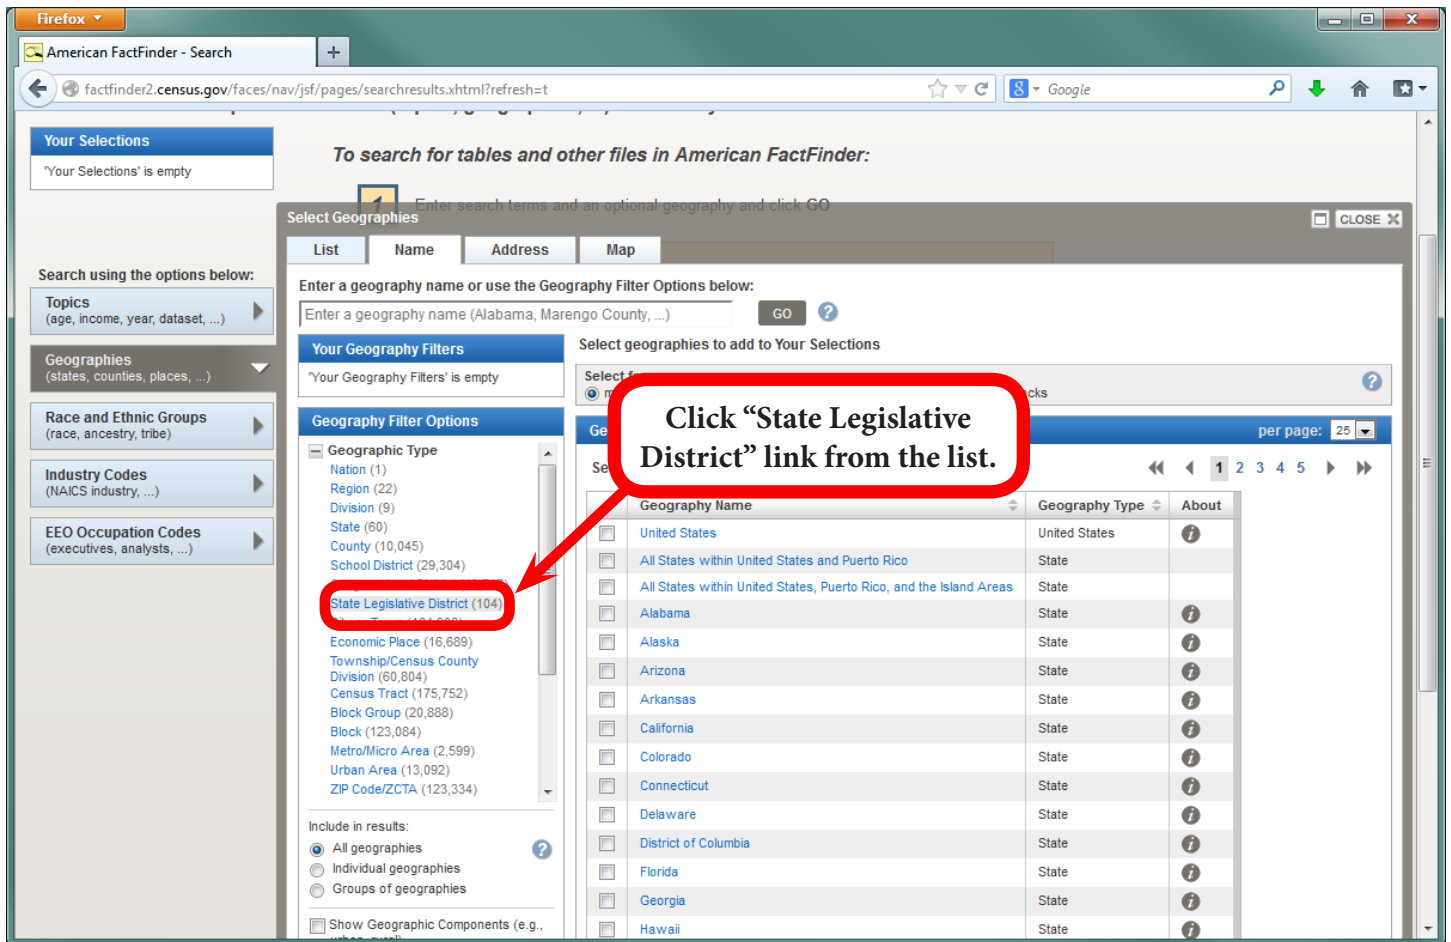 Firefox
American FactFinder - Search
factfinder2.census.gov/faces/nav/jsf/pages/searchresults.xhtml?refresh=t
Google
Your Selections
'Your Selections' is empty
To search for tables and other files in American FactFinder:
1 Enter search terms and an optional geography and click GO
Select Geographies
CLOSE X
List Name Address Map
Search using the options below:
Topics
(age, income, year, dataset, ...)
Geographies
(states, counties, places, ...)
Race and Ethnic Groups
(race, ancestry, tribe)
Industry Codes
(NAICS industry, ...)
EEO Occupation Codes
(executives, analysts, ...)
Enter a geography name or use the Geography Filter Options below:
Enter a geography name (Alabama, Marengo County, ...)
GO
Your Geography Filters
'Your Geography Filters' is empty
Geography Filter Options
Geographic Type
Nation (1)
Region (22)
Division (9)
State (60)
County (10,045)
School District (29,304)
State Legislative District (104)
Economic Place (16,689)
Township/Census County
Division (60,804)
Census Tract (175,752)
Block Group (20,888)
Block (123,084)
Metro/Micro Area (2,599)
Urban Area (13,092)
ZIP Code/ZCTA (123,334)
Include in results:
All geographies
Individual geographies
Groups of geographies
Show Geographic Components (e.g.,
Select geographies to add to Your Selections
Select
Click “State Legislative
District” link from the list.
per page: 25
1 2 3 4 5
Geography Name Geography Type About
United States United States
All States within United States and Puerto Rico State
All States within United States, Puerto Rico, and the Island Areas State
Alabama State
Alaska State
Arizona State
Arkansas State
California State
Colorado State
Connecticut State
Delaware State
District of Columbia State
Florida State
Georgia State
Hawaii State